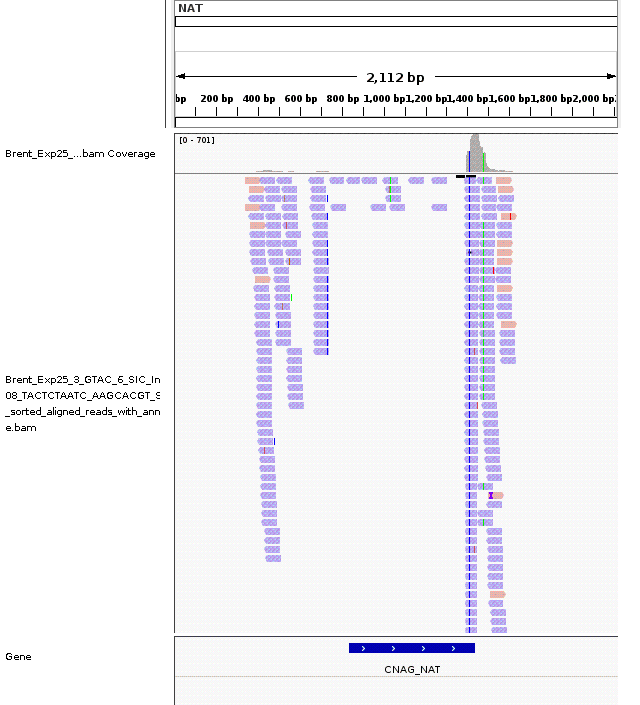 NAT
2,112 bp
bp 200 bp 400 bp 600 bp 800 bp 1,000 bp 1,200 bp 1,400 bp 1,600 bp 1,800 bp 2,000 bp 2,
[0 - 701]
Brent_Exp25_...bam Coverage
Brent_Exp25_3_GTAC_6_SIC_In
08_TACTCTAATC_AAGCACGT_S
_sorted_aligned_reads_with_ann
e.bam
Gene
CNAG_NAT